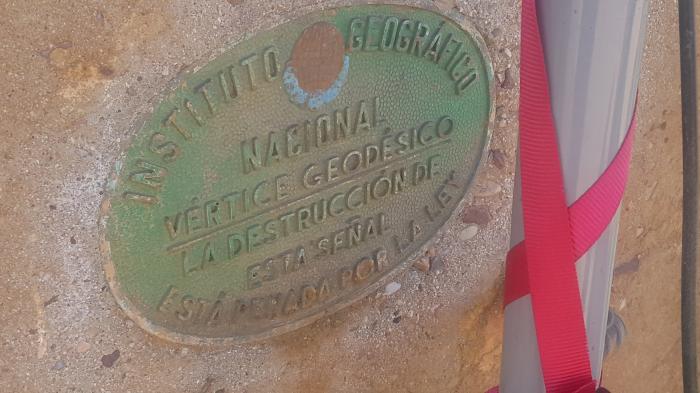 INSTITUTO GEOGRÁFICO
NACIONAL
VÉRTICE GEODÉSICO
LA DESTRUCCIÓN DE
ESTA SEÑAL
ESTÁ PENADA POR LA LEY